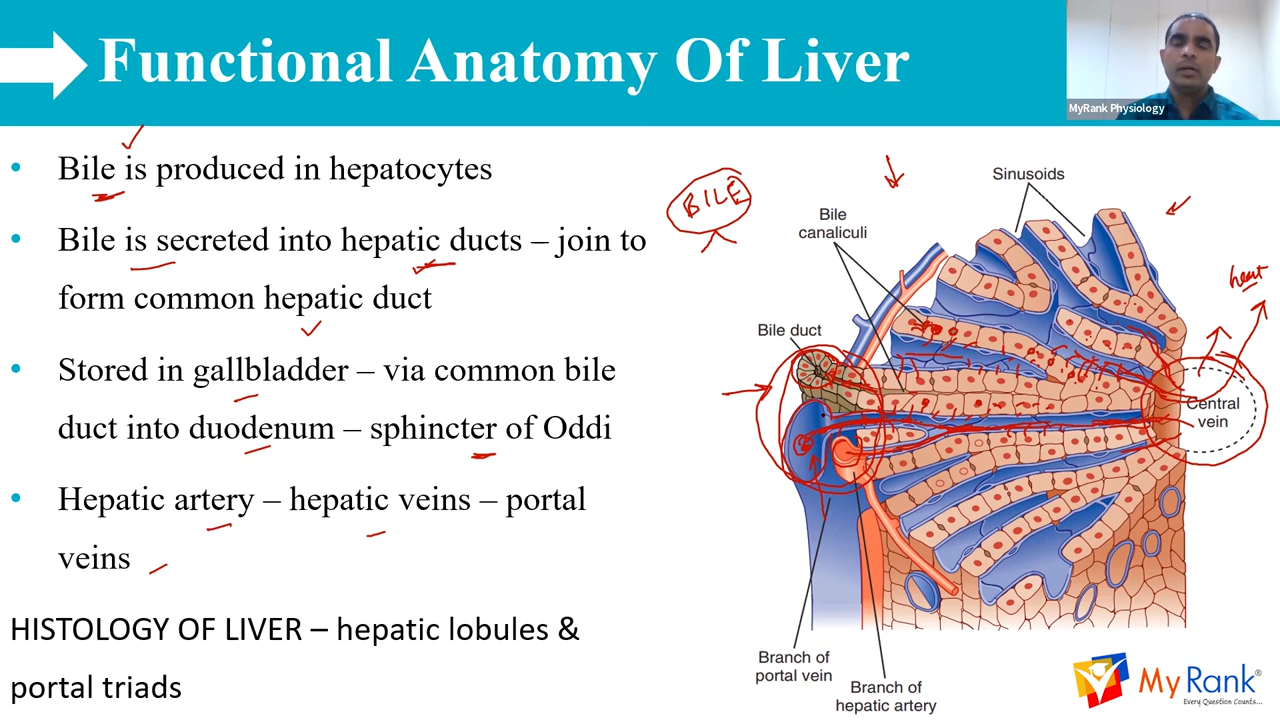 Functional Anatomy Of Liver
MyRank Physiology
• Bile is produced in hepatocytes
• Bile is secreted into hepatic ducts – join to
form common hepatic duct
• Stored in gallbladder – via common bile
duct into duodenum – sphincter of Oddi
• Hepatic artery – hepatic veins – portal
veins
HISTOLOGY OF LIVER – hepatic lobules &
portal triads
BILE
Sinusoids
Bile
canaliculi
heart
Bile duct
Central
vein
Branch of
portal vein
Branch of
hepatic artery
My Rank®
Every Question Counts...